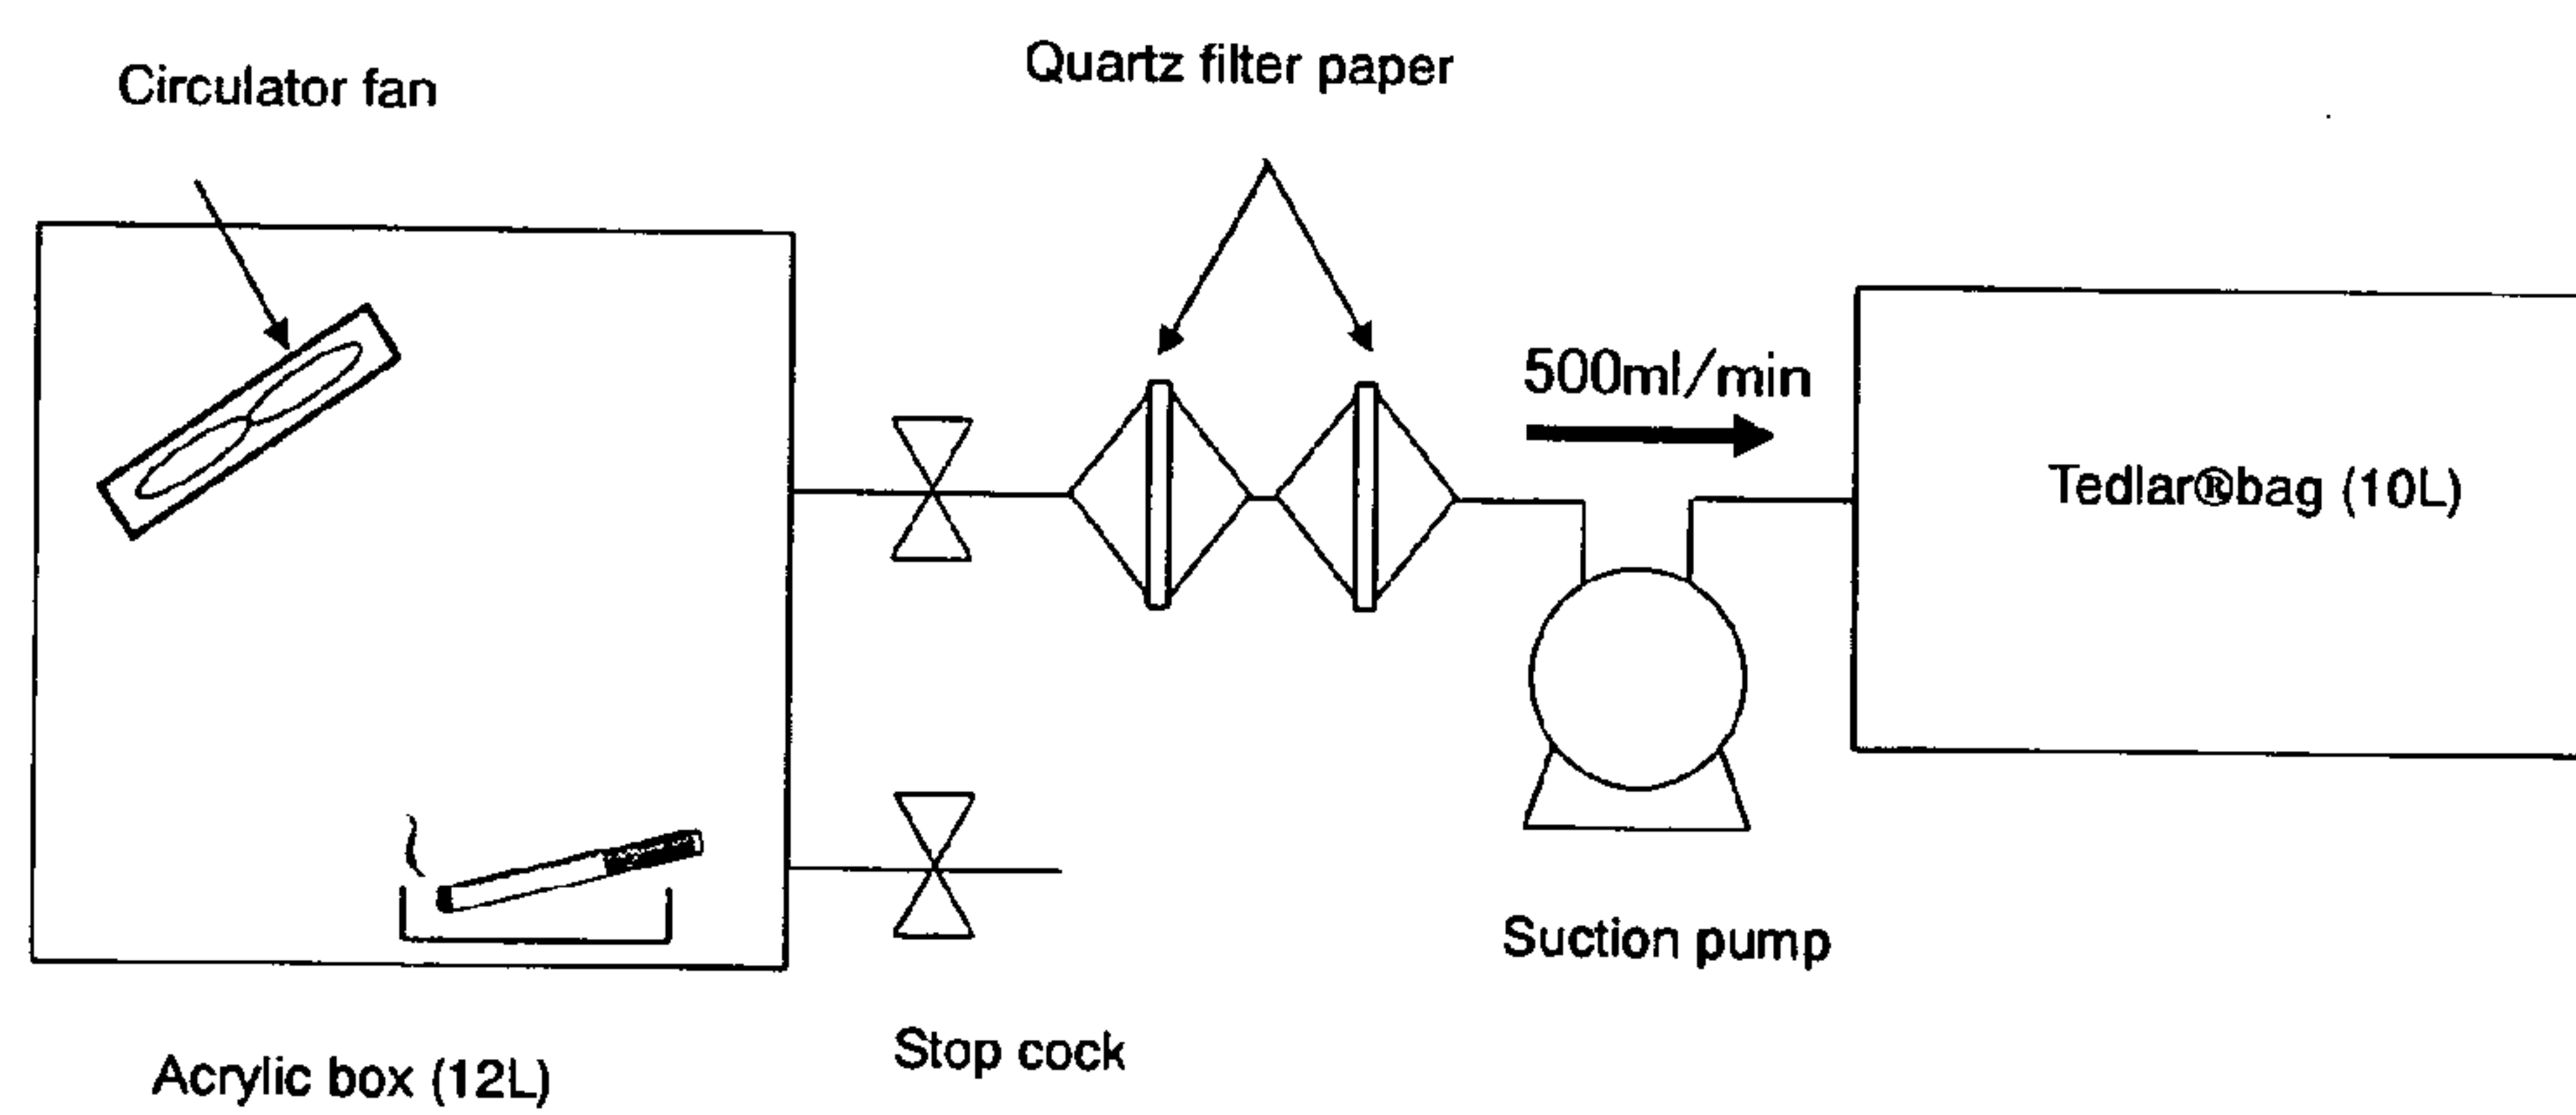 Circulator fan
Quartz filter paper
500ml/min
Tedlar®bag (10L)
Suction pump
Stop cock
Acrylic box (12L)